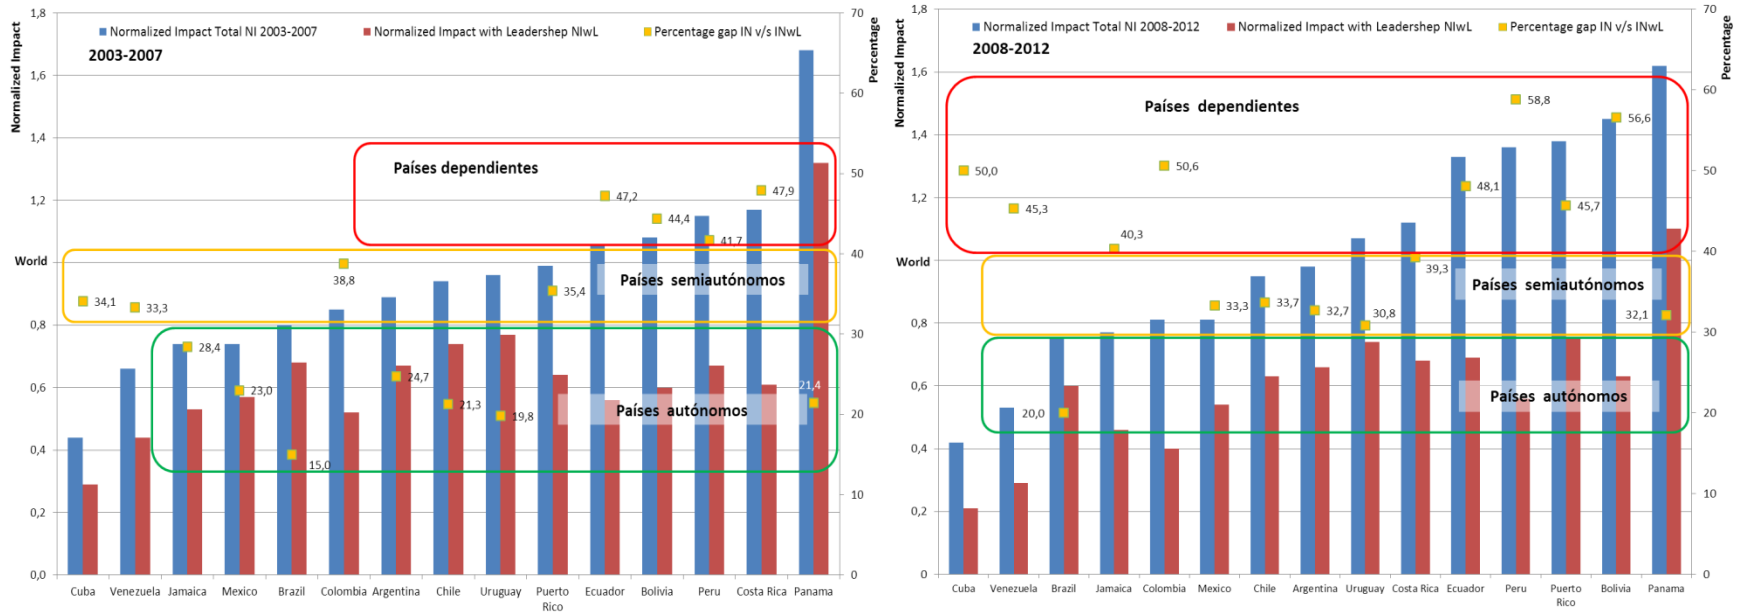 1,8
1,6
1,4
1,2
World
0,8
0,6
0,4
0,2
0,0
Normalized Impact
Normalized Impact Total NI 2003-2007
Normalized Impact with Leadershep NIwL
Percentage gap IN v/s INwL
2003-2007
Países dependientes
Países semiautónomos
Países autónomos
34,1
33,3
28,4
23,0
15,0
38,8
24,7
21,3
19,8
35,4
47,2
44,4
41,7
47,9
21,4
70
60
50
40
30
20
10
0
Percentage
Cuba
Venezuela
Jamaica
Mexico
Brazil
Colombia
Argentina
Chile
Uruguay
Puerto
Rico
Ecuador
Bolivia
Peru
Costa Rica
Panama
1,8
1,6
1,4
1,2
World
0,8
0,6
0,4
0,2
0
Normalized Impact
Normalized Impact Total NI 2008-2012
Normalized Impact with Leadershep NIwL
Percentage gap IN v/s INwL
2008-2012
Países dependientes
Países semiautónomos
Países autónomos
50,0
45,3
20,0
40,3
50,6
33,3
33,7
32,7
30,8
39,3
48,1
58,8
45,7
56,6
32,1
70
60
50
40
30
20
10
0
Percentage
Cuba
Venezuela
Brazil
Jamaica
Colombia
Mexico
Chile
Argentina
Uruguay
Costa Rica
Ecuador
Peru
Puerto
Rico
Bolivia
Panama